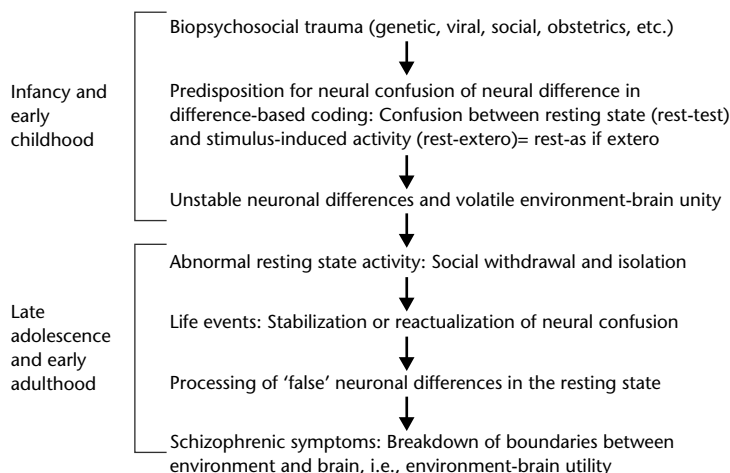 Biopsychosocial trauma (genetic, viral, social, obstetrics, etc.)
Infancy and
early
childhood
Predisposition for neural confusion of neural difference in
difference-based coding: Confusion between resting state (rest-test)
and stimulus-induced activity (rest-extero)= rest-as if extero
Unstable neuronal differences and volatile environment-brain unity
Late
adolescence
and early
adulthood
Abnormal resting state activity: Social withdrawal and isolation
Life events: Stabilization or reactualization of neural confusion
Processing of ‘false’ neuronal differences in the resting state
Schizophrenic symptoms: Breakdown of boundaries between
environment and brain, i.e., environment-brain utility